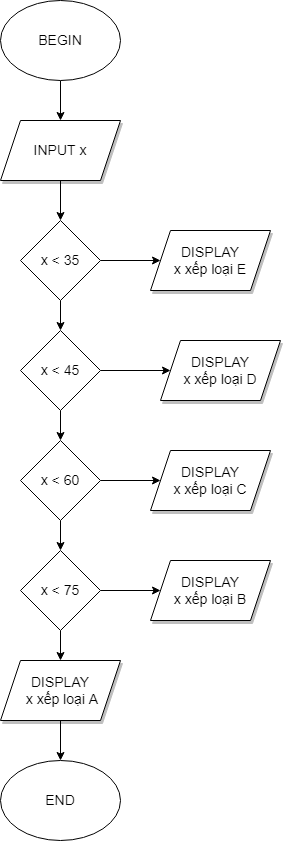 BEGIN
INPUT x
x < 35
DISPLAY
x xếp loại E
x < 45
DISPLAY
x xếp loại D
x < 60
DISPLAY
x xếp loại C
x < 75
DISPLAY
x xếp loại B
DISPLAY
x xếp loại A
END